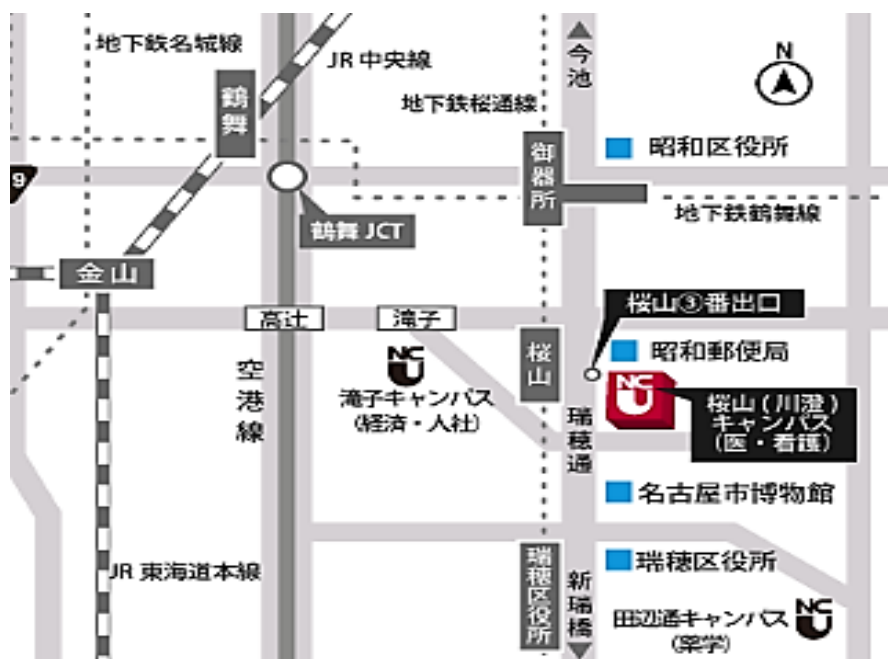 地下鉄名城線
JR中央線
今池
N
鶴舞
地下鉄桜通線
御器所
昭和区役所
9
鶴舞JCT
地下鉄鶴舞線
金山
桜山③番出口
高辻
滝子
桜山
昭和郵便局
NCU
滝子キャンパス
(経済・人社)
空港線
NCU
桜山(川澄)
キャンパス
(医・看護)
瑞穂通
名古屋市博物館
JR東海道本線
瑞穂区役所
瑞穂区役所
新瑞橋
田辺通キャンパス
(薬学)
NCU